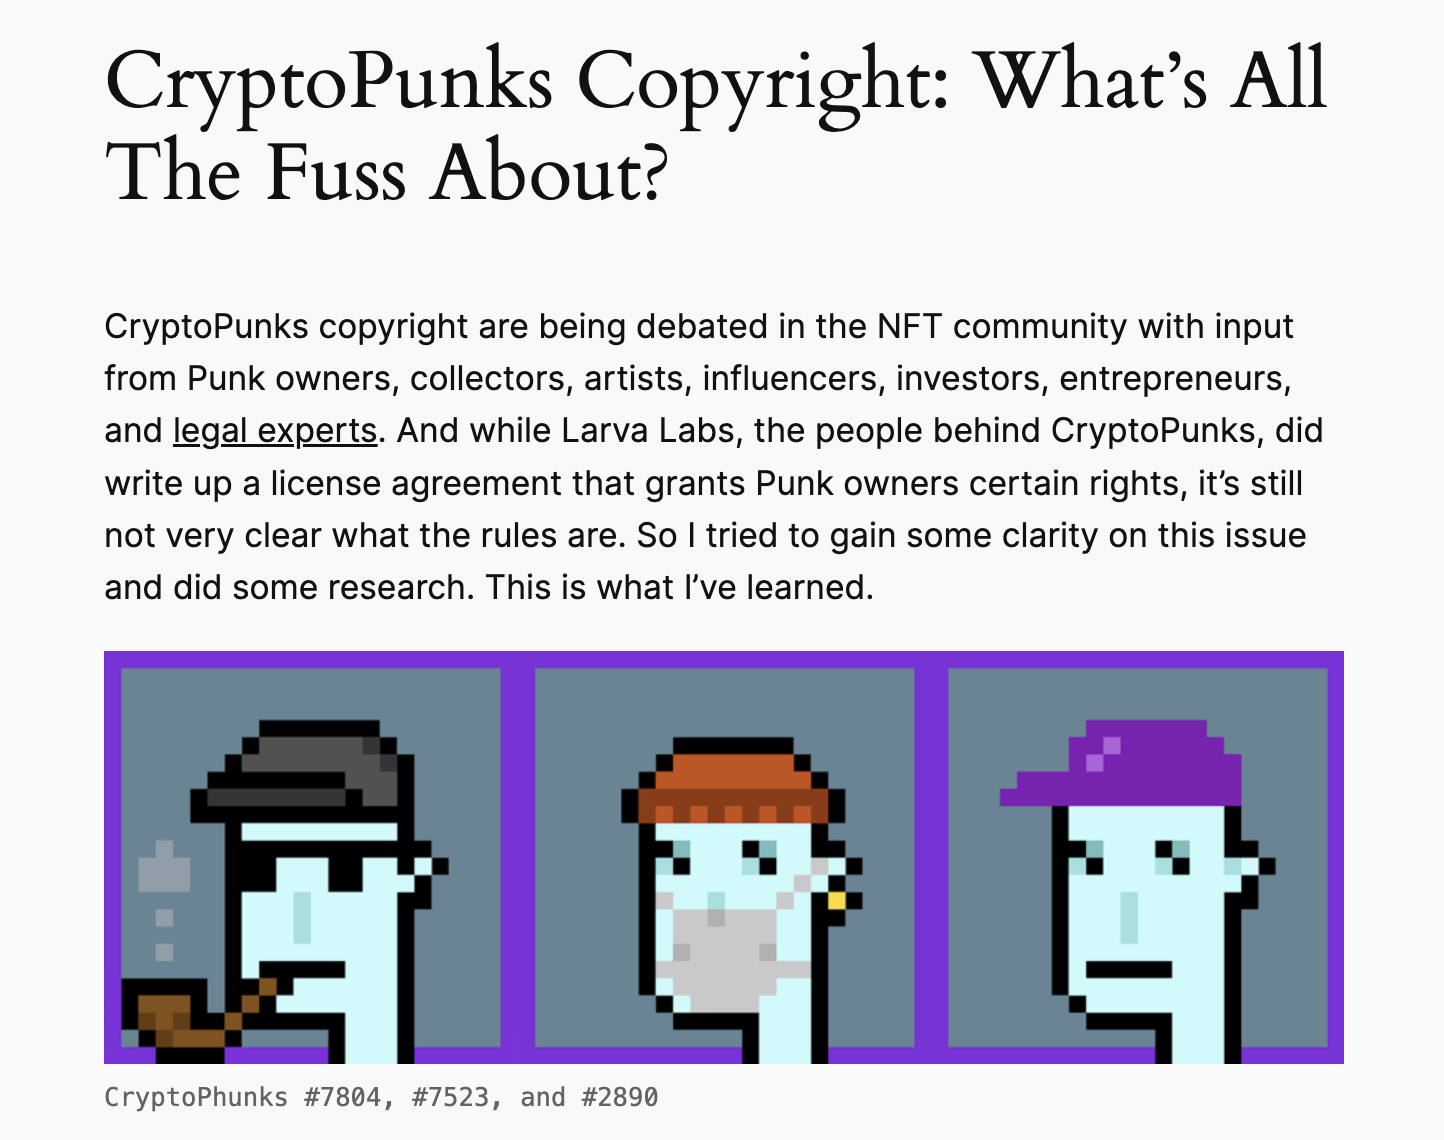 CryptoPunks Copyright: What’s All
The Fuss About?
CryptoPunks copyright are being debated in the NFT community with input
from Punk owners, collectors, artists, influencers, investors, entrepreneurs,
and legal experts. And while Larva Labs, the people behind CryptoPunks, did
write up a license agreement that grants Punk owners certain rights, it’s still
not very clear what the rules are. So I tried to gain some clarity on this issue
and did some research. This is what I’ve learned.
CryptoPhunks #7804, #7523, and #2890